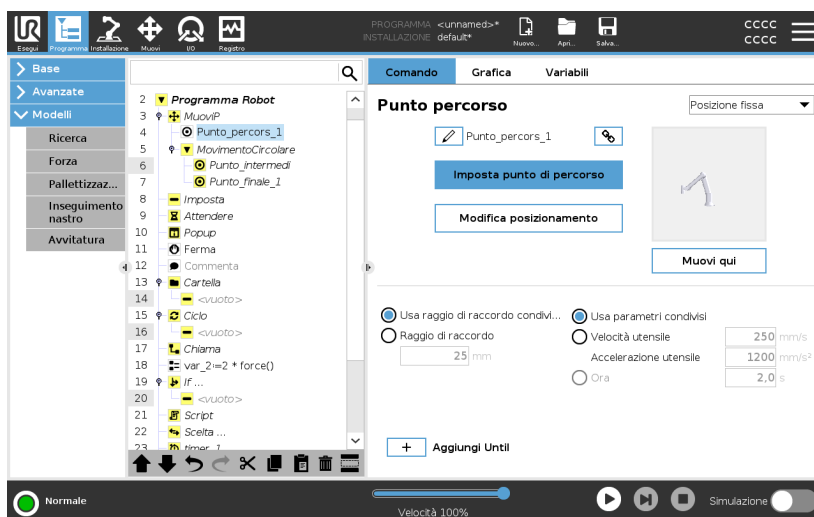 PROGRAMMA <unnamed>*
INSTALLAZIONE default*
Esegui
Programma
Installazione
Muovi
I/O
Registro
Nuovo...
Apri...
Salva...
CCCC
CCCC
Base
Avanzate
Modelli
Ricerca
Forza
Pallettizzaz...
Inseguimento
nastro
Avvitatura
2 Programma Robot
3 MuoviP
4 Punto_percors_1
5 MovimentoCircolare
6 Punto_intermedi
7 Punto_finale_1
8 Imposta
9 Attendere
10 Popup
11 Ferma
12 Commenta
13 Cartella
14 <vuoto>
15 Ciclo
16 <vuoto>
17 Chiama
18 var_2:=2 * force()
19 If ...
20 <vuoto>
21 Script
22 Scelta ...
23 timer_1
Comando Grafica Variabili
Punto percorso
Posizione fissa
Punto_percors_1
Imposta punto di percorso
Modifica posizionamento
Muovi qui
Usa raggio di raccordo condivi...
Raggio di raccordo
25 mm
Usa parametri condivisi
Velocità utensile 250 mm/s
Accelerazione utensile 1200 mm/s²
Ora 2,0 s
+ Aggiungi Until
Normale
Velocità 100%
Simulazione